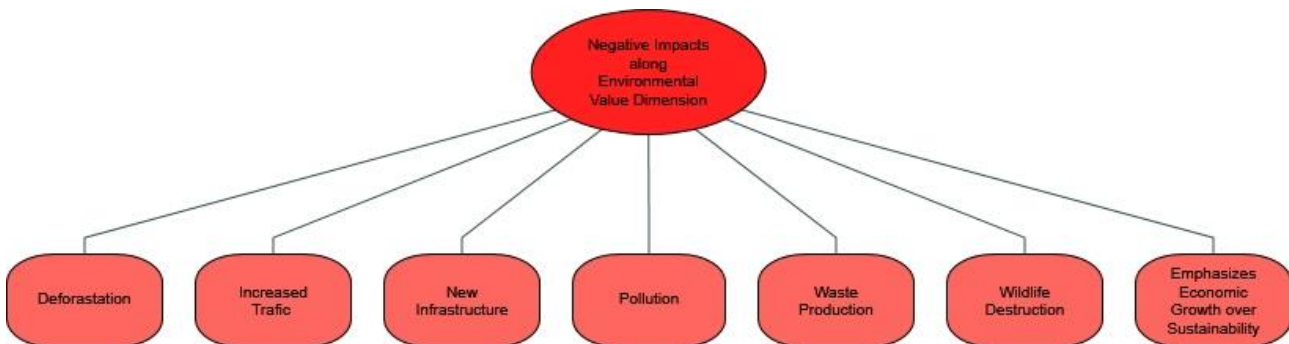 Negative Impacts
along
Environmental
Value Dimension
Deforastation
Increased
Trafic
New
Infrastructure
Pollution
Waste
Production
Wildlife
Destruction
Emphasizes
Economic
Growth over
Sustainability